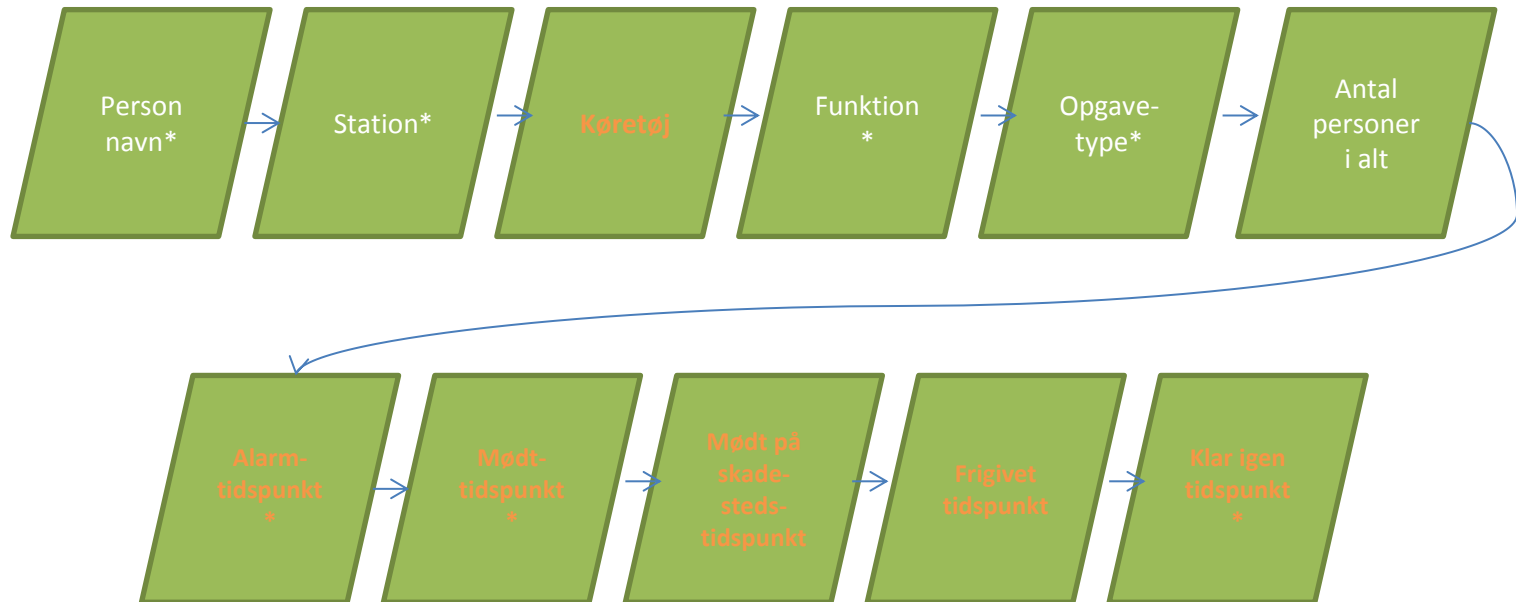 Person
navn*
Station*
Køretøj
Funktion
*
Opgave-
type*
Antal
personer
i alt
Alarm-
tidspunkt
*
Mødt-
tidspunkt
*
Mødt på
skade-
steds-
tidspunkt
Frigivet
tidspunkt
Klar igen
tidspunkt
*